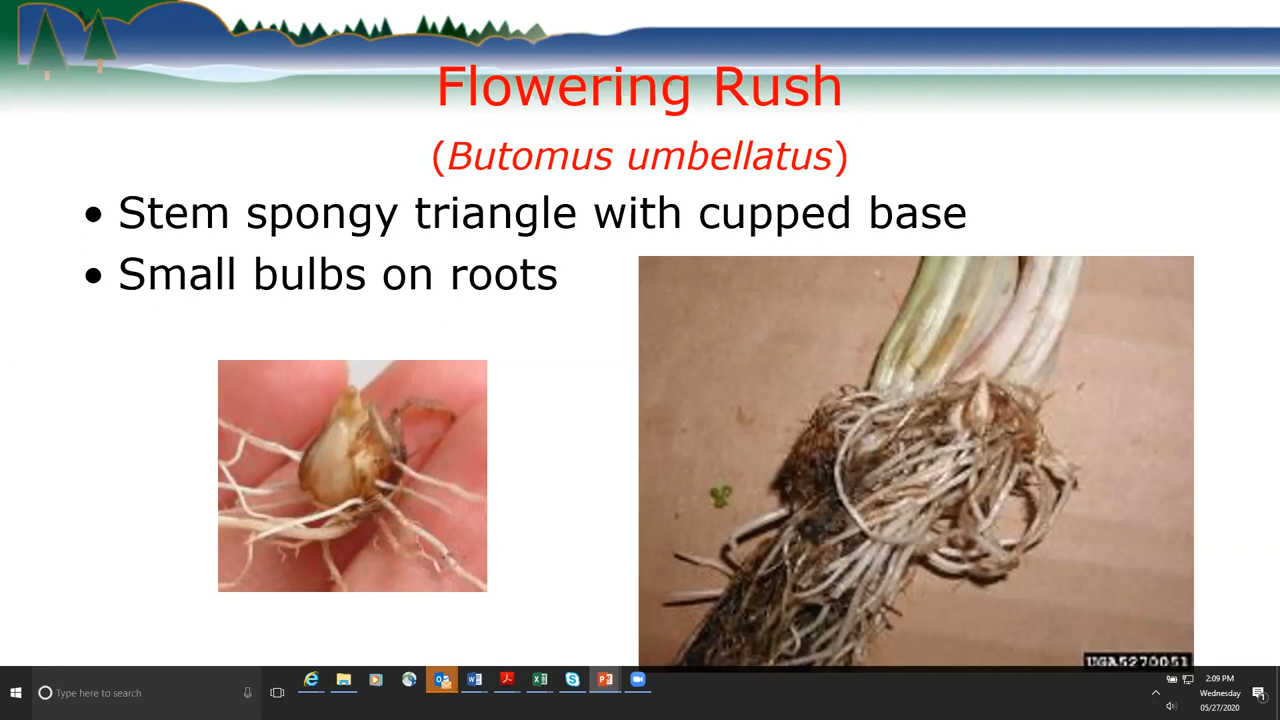 Flowering Rush
(Butomus umbellatus)
• Stem spongy triangle with cupped base
• Small bulbs on roots
UGA5270051
Type here to search
2:09 PM
Wednesday
05/27/2020